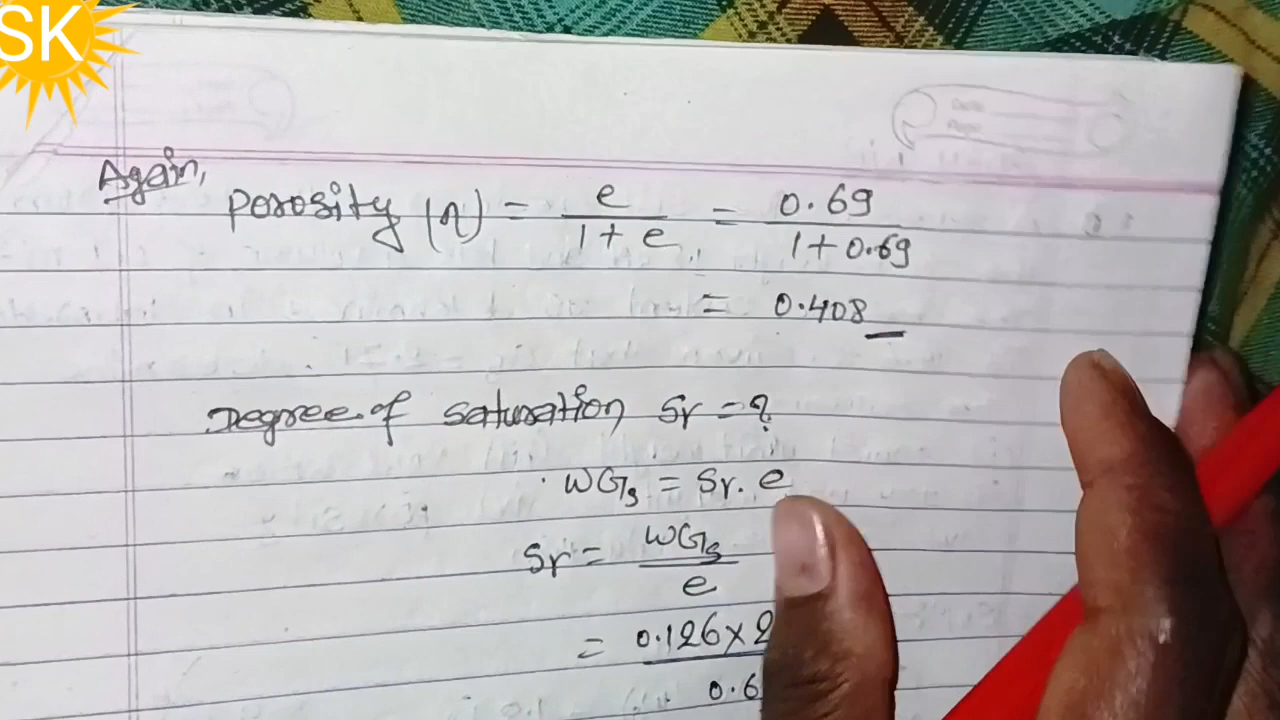 SK
Again,
Porosity (η) = e / 1 + e = 0.69 / 1 + 0.69
= 0.408
Degree of saturation Sr = ?
wGs = Sr. e
Sr = wGs / e
= 0.126 × 2
0.6